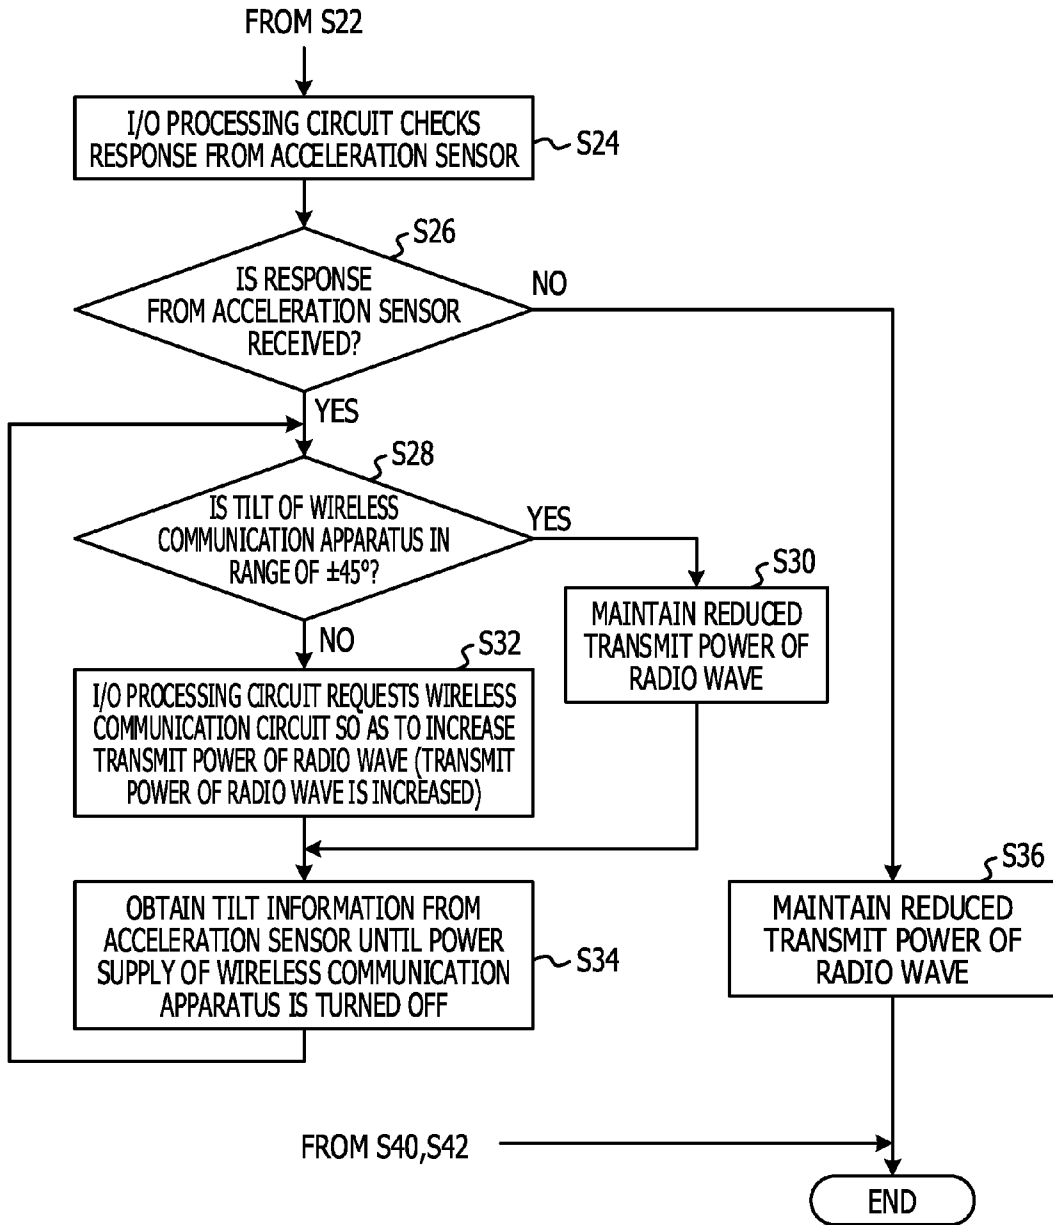 FROM S22
I/O PROCESSING CIRCUIT CHECKS
RESPONSE FROM ACCELERATION SENSOR
S24
S26
IS RESPONSE
FROM ACCELERATION SENSOR
RECEIVED?
NO
YES
S28
IS TILT OF WIRELESS
COMMUNICATION APPARATUS IN
RANGE OF ±45º?
YES
S30
MAINTAIN REDUCED
TRANSMIT POWER OF
RADIO WAVE
NO
S32
I/O PROCESSING CIRCUIT REQUESTS WIRELESS
COMMUNICATION CIRCUIT SO AS TO INCREASE
TRANSMIT POWER OF RADIO WAVE (TRANSMIT
POWER OF RADIO WAVE IS INCREASED)
OBTAIN TILT INFORMATION FROM
ACCELERATION SENSOR UNTIL POWER
SUPPLY OF WIRELESS COMMUNICATION
APPARATUS IS TURNED OFF
S34
S36
MAINTAIN REDUCED
TRANSMIT POWER OF
RADIO WAVE
FROM S40,S42
END